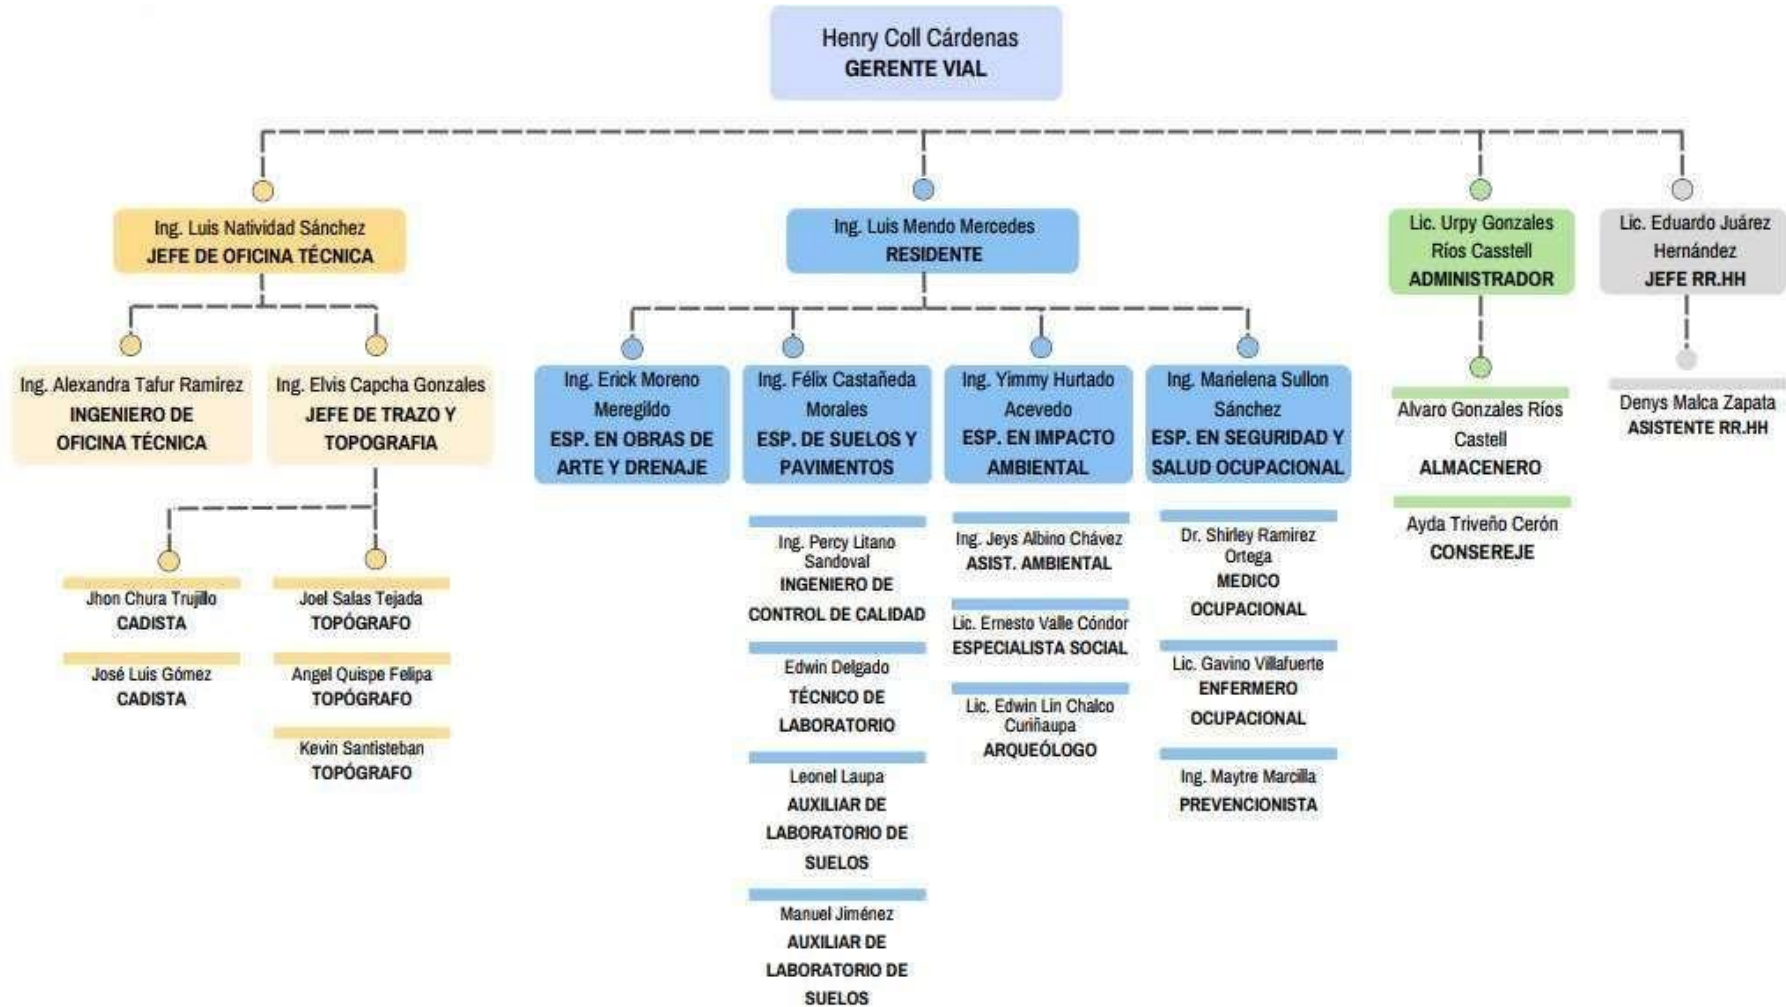 Henry Coll Cárdenas
GERENTE VIAL
Ing. Luis Natividad Sánchez
JEFE DE OFICINA TÉCNICA
Ing. Alexandra Tafur Ramirez
INGENIERO DE
OFICINA TÉCNICA
Ing. Elvis Capcha Gonzales
JEFE DE TRAZO Y
TOPOGRAFIA
Jhon Chura Trujillo
CADISTA
José Luis Gómez
CADISTA
Joel Salas Tejada
TOPÓGRAFO
Angel Quispe Felipa
TOPÓGRAFO
Kevin Santisteban
TOPÓGRAFO
Ing. Luis Mendo Mercedes
RESIDENTE
Ing. Erick Moreno
Meregildo
ESP. EN OBRAS DE
ARTE Y DRENAJE
Ing. Félix Castañeda
Morales
ESP. DE SUELOS Y
PAVIMENTOS
Ing. Percy Litano
Sandoval
INGENIERO DE
CONTROL DE CALIDAD
Edwin Delgado
TÉCNICO DE
LABORATORIO
Leonel Laupa
AUXILIAR DE
LABORATORIO DE
SUELOS
Manuel Jiménez
AUXILIAR DE
LABORATORIO DE
SUELOS
Ing. Yimmy Hurtado
Acevedo
ESP. EN IMPACTO
AMBIENTAL
Ing. Jeys Albino Chávez
ASIST. AMBIENTAL
Lic. Ernesto Valle Cóndor
ESPECIALISTA SOCIAL
Lic. Edwin Lin Chalco
Curiñaupa
ARQUEÓLOGO
Ing. Marielena Sullon
Sánchez
ESP. EN SEGURIDAD Y
SALUD OCUPACIONAL
Dr. Shirley Ramirez
Ortega
MEDICO
OCUPACIONAL
Lic. Gavino Villafuerte
ENFERMERO
OCUPACIONAL
Ing. Maytre Marcilla
PREVENCIONISTA
Lic. Urpy Gonzales
Ríos Casstell
ADMINISTRADOR
Alvaro Gonzales Ríos
Castell
ALMACENERO
Ayda Triveño Cerón
CONSEREJE
Lic. Eduardo Juárez
Hernández
JEFE RR.HH
Denys Malca Zapata
ASISTENTE RR.HH